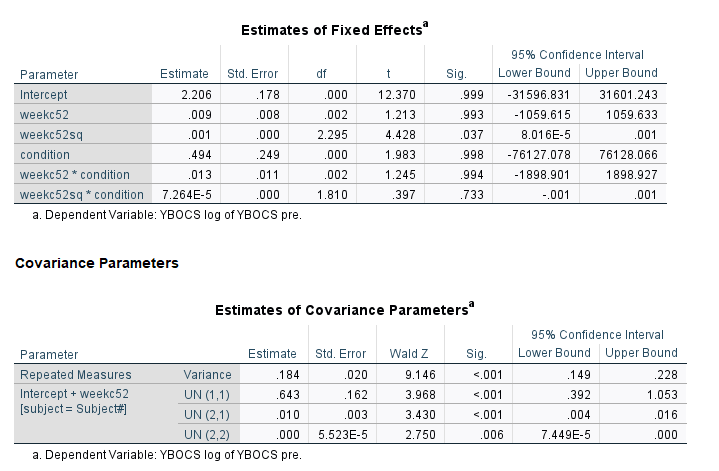 Estimates of Fixed Effectsᵃ
95% Confidence Interval
Parameter Estimate Std. Error df t Sig. Lower Bound Upper Bound
Intercept 2.206 .178 .000 12.370 .999 -31596.831 31601.243
weekc52 .009 .008 .002 1.213 .993 -1059.615 1059.633
weekc52sq .001 .000 2.295 4.428 .037 8.016E-5 .001
condition .494 .249 .000 1.983 .998 -76127.078 76128.066
weekc52 * condition .013 .011 .002 1.245 .994 -1898.901 1898.927
weekc52sq * condition 7.264E-5 .000 1.810 .397 .733 -.001 .001
a. Dependent Variable: YBOCS log of YBOCS pre.
Covariance Parameters
Estimates of Covariance Parametersᵃ
95% Confidence Interval
Parameter Estimate Std. Error Wald Z Sig. Lower Bound Upper Bound
Repeated Measures Variance .184 .020 9.146 <.001 .149 .228
Intercept + weekc52 UN (1,1) .643 .162 3.968 <.001 .392 1.053
[subject = Subject#] UN (2,1) .010 .003 3.430 <.001 .004 .016
UN (2,2) .000 5.523E-5 2.750 .006 7.449E-5 .000
a. Dependent Variable: YBOCS log of YBOCS pre.